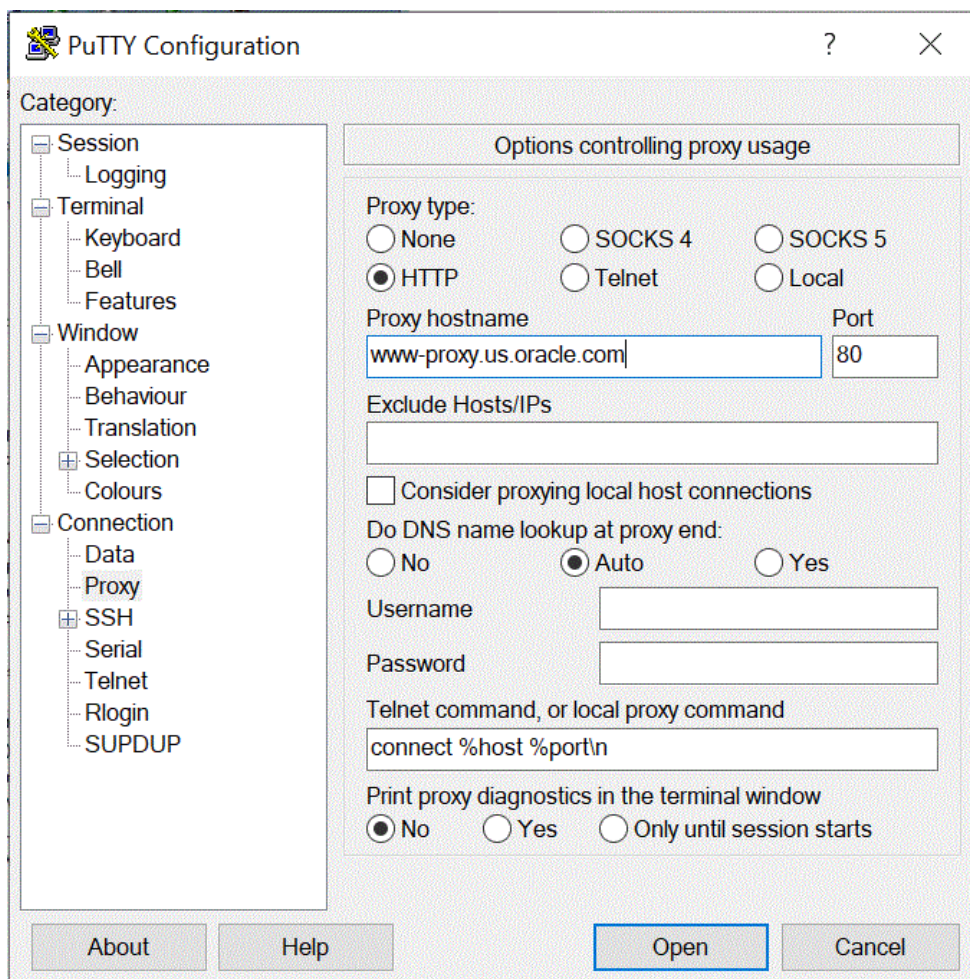 PuTTY Configuration ?
Category:
Session
Logging
Terminal
Keyboard
Bell
Features
Window
Appearance
Behaviour
Translation
Selection
Colours
Connection
Data
Proxy
SSH
Serial
Telnet
Rlogin
SUPDUP
Options controlling proxy usage
Proxy type:
None SOCKS 4 SOCKS 5
HTTP Telnet Local
Proxy hostname Port
www-proxy.us.oracle.com 80
Exclude Hosts/IPs
Consider proxying local host connections
Do DNS name lookup at proxy end:
No Auto Yes
Username
Password
Telnet command, or local proxy command
connect %host %port\n
Print proxy diagnostics in the terminal window
No Yes Only until session starts
About Help Open Cancel